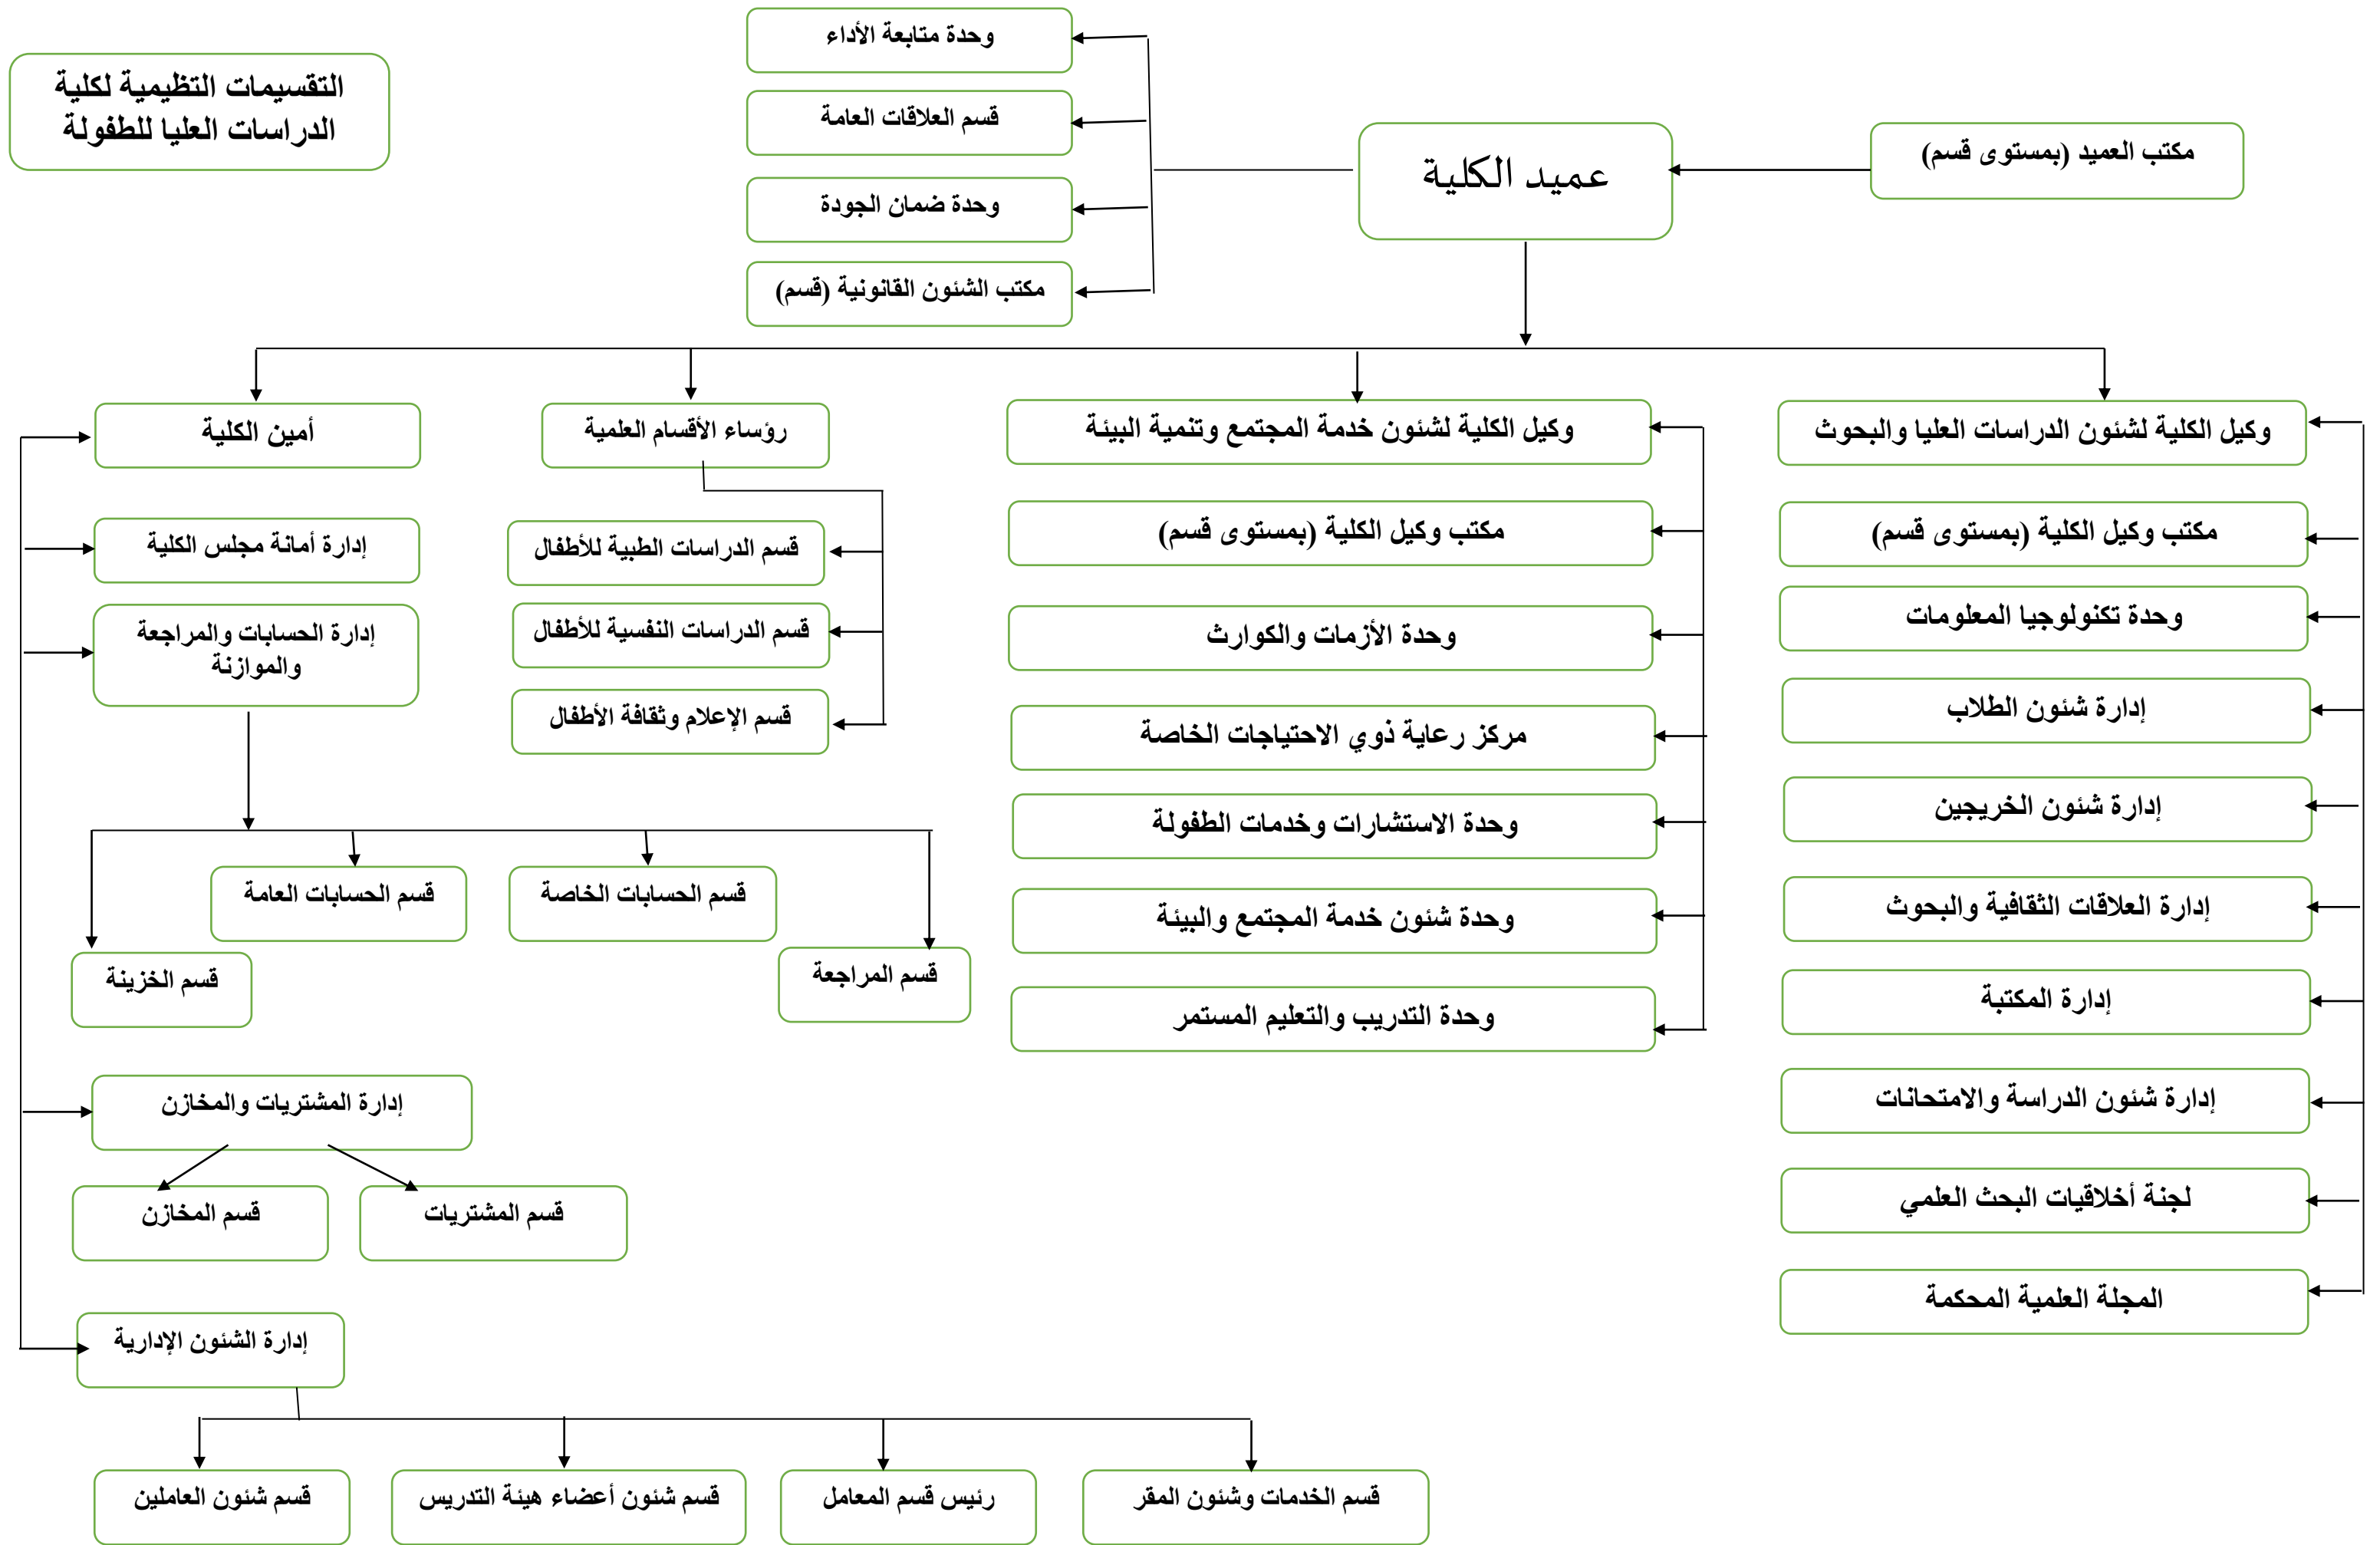 التقسيمات التظيمية لكلية
الدراسات العليا للطفولة
مكتب العميد (بمستوى قسم)
عميد الكلية
وحدة متابعة الأداء
قسم العلاقات العامة
وحدة ضمان الجودة
مكتب الشئون القانونية (قسم)
وكيل الكلية لشئون الدراسات العليا والبحوث
مكتب وكيل الكلية (بمستوى قسم)
وحدة تكنولوجيا المعلومات
إدارة شئون الطلاب
إدارة شئون الخريجين
إدارة العلاقات الثقافية والبحوث
إدارة المكتبة
إدارة شئون الدراسة والامتحانات
لجنة أخلاقيات البحث العلمي
المجلة العلمية المحكمة
وكيل الكلية لشئون خدمة المجتمع وتنمية البيئة
مكتب وكيل الكلية (بمستوى قسم)
وحدة الأزمات والكوارث
مركز رعاية ذوي الاحتياجات الخاصة
وحدة الاستشارات وخدمات الطفولة
وحدة شئون خدمة المجتمع والبيئة
وحدة التدريب والتعليم المستمر
رؤساء الأقسام العلمية
قسم الدراسات الطبية للأطفال
قسم الدراسات النفسية للأطفال
قسم الإعلام وثقافة الأطفال
أمين الكلية
إدارة أمانة مجلس الكلية
إدارة الحسابات والمراجعة
والموازنة
قسم المراجعة
قسم الحسابات الخاصة
قسم الحسابات العامة
قسم الخزينة
إدارة المشتريات والمخازن
قسم المشتريات
قسم المخازن
إدارة الشئون الإدارية
قسم الخدمات وشئون المقر
رئيس قسم المعامل
قسم شئون أعضاء هيئة التدريس
قسم شئون العاملين